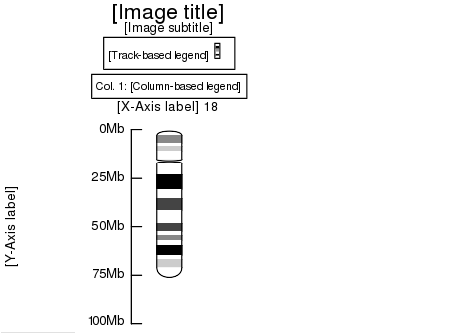 [Image title]
[Image subtitle]
[Track-based legend]
Col. 1: [Column-based legend]
[X-Axis label] 18
0Mb
25Mb
50Mb
75Mb
100Mb
[Y-Axis label]